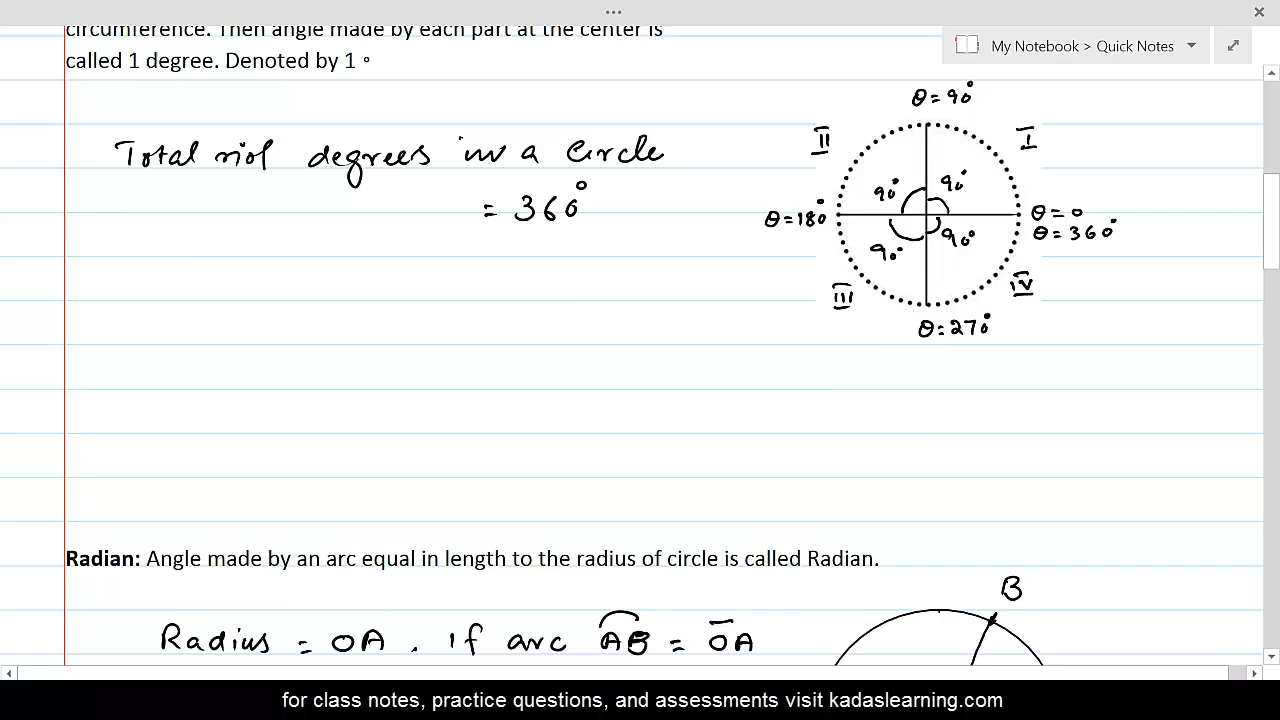 circumference. Then angle made by each part at the center is
called 1 degree. Denoted by 1 °
My Notebook > Quick Notes
θ = 90°
II
I
Total no of degrees in a Circle
= 360°
90°
90°
θ = 180°
θ = 0
θ = 360°
90°
90°
III
IV
θ = 270°
Radian: Angle made by an arc equal in length to the radius of circle is called Radian.
B
Radius = OA . If arc AB = OA
for class notes, practice questions, and assessments visit kadaslearning.com